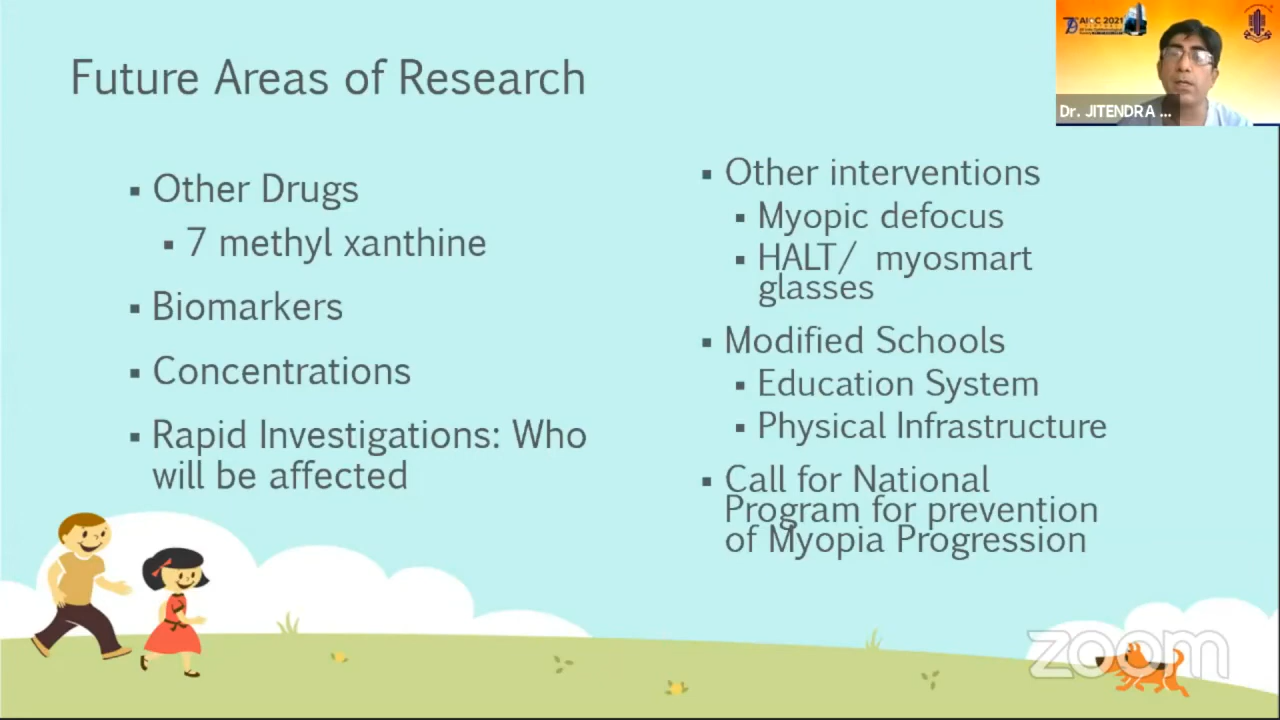 Future Areas of Research
▪ Other Drugs
▪ 7 methyl xanthine
▪ Biomarkers
▪ Concentrations
▪ Rapid Investigations: Who
will be affected
▪ Other interventions
▪ Myopic defocus
▪ HALT/ myosmart
glasses
▪ Modified Schools
▪ Education System
▪ Physical Infrastructure
▪ Call for National
Program for prevention
of Myopia Progression
AIOC 2021
Dr. JITENDRA ...
zoom